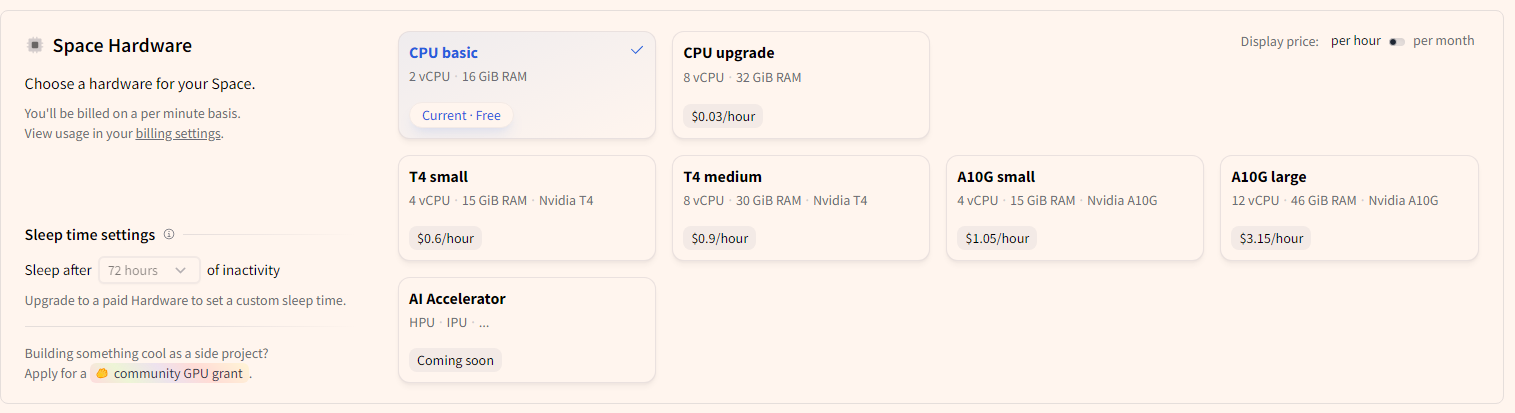 Space Hardware
Choose a hardware for your Space.
You'll be billed on a per minute basis.
View usage in your billing settings.
Sleep time settings
Sleep after 72 hours of inactivity
Upgrade to a paid Hardware to set a custom sleep time.
Building something cool as a side project?
Apply for a community GPU grant .
Display price: per hour per month
CPU basic
2 vCPU · 16 GiB RAM
Current · Free
CPU upgrade
8 vCPU · 32 GiB RAM
$0.03/hour
T4 small
4 vCPU · 15 GiB RAM · Nvidia T4
$0.6/hour
T4 medium
8 vCPU · 30 GiB RAM · Nvidia T4
$0.9/hour
A10G small
4 vCPU · 15 GiB RAM · Nvidia A10G
$1.05/hour
A10G large
12 vCPU · 46 GiB RAM · Nvidia A10G
$3.15/hour
AI Accelerator
HPU · IPU · ...
Coming soon